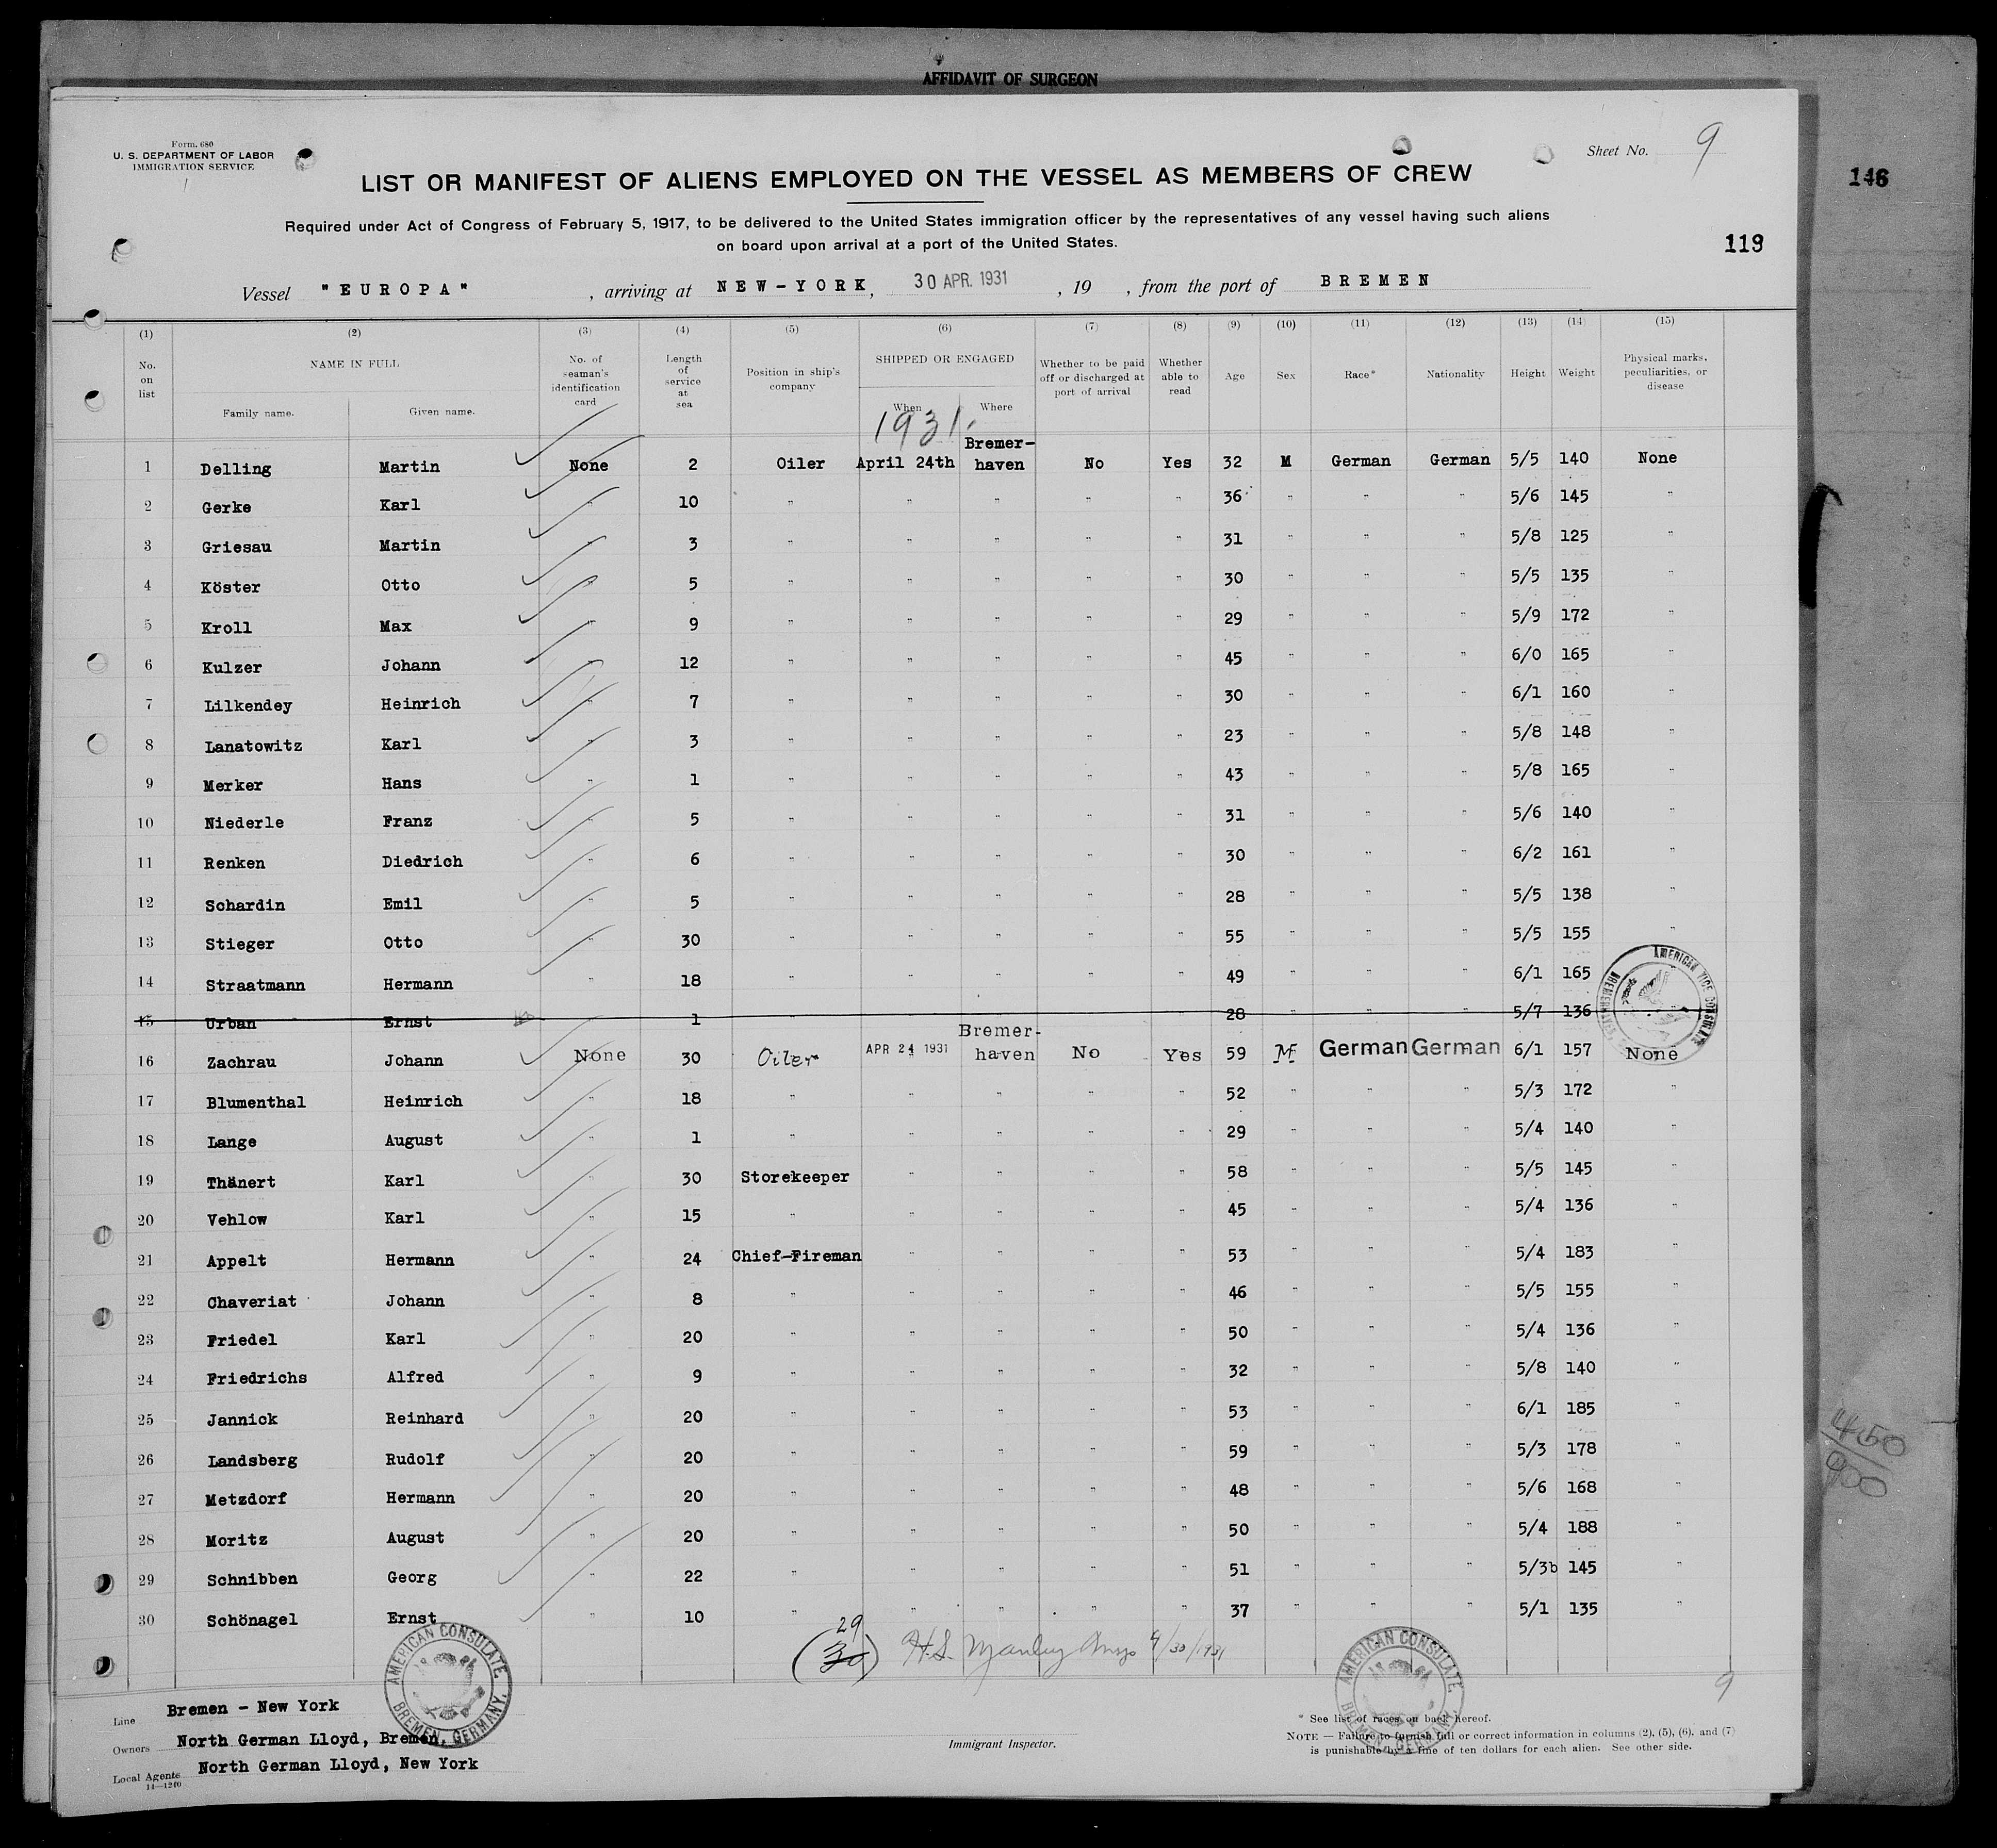 AFFIDAVIT OF SURGEON
Form 680
U. S. DEPARTMENT OF LABOR
IMMIGRATION SERVICE
Sheet No. 9
146
LIST OR MANIFEST OF ALIENS EMPLOYED ON THE VESSEL AS MEMBERS OF CREW
Required under Act of Congress of February 5, 1917, to be delivered to the United States immigration officer by the representatives of any vessel having such aliens
on board upon arrival at a port of the United States.
119
Vessel "EUROPA" , arriving at NEW-YORK, 30 APR. 1931 , 19 , from the port of BREMEN
(1) (2) (3) (4) (5) (6) (7) (8) (9) (10) (11) (12) (13) (14) (15)
No. on list NAME IN FULL Family name. Given name. No. of seaman's identification card Length of service at sea Position in ship's company SHIPPED OR ENGAGED When Where Whether to be paid off or discharged at port of arrival Whether able to read Age Sex Race* Nationality Height Weight Physical marks, peculiarities, or disease
1931.
1 Delling Martin None 2 Oiler April 24th Bremer-haven No Yes 32 M German German 5/5 140 None
2 Gerke Karl " 10 " " " " " 36 " " " 5/6 145 "
3 Griesau Martin " 3 " " " " " 31 " " " 5/8 125 "
4 Köster Otto " 5 " " " " " 30 " " " 5/5 135 "
5 Kroll Max " 9 " " " " " 29 " " " 5/9 172 "
6 Kulzer Johann " 12 " " " " " 45 " " " 6/0 165 "
7 Lilkendey Heinrich " 7 " " " " " 30 " " " 6/1 160 "
8 Lanatowitz Karl " 3 " " " " " 23 " " " 5/8 148 "
9 Merker Hans " 1 " " " " " 43 " " " 5/8 165 "
10 Niederle Franz " 5 " " " " " 31 " " " 5/6 140 "
11 Renken Diedrich " 6 " " " " " 30 " " " 6/2 161 "
12 Schardin Emil " 5 " " " " " 28 " " " 5/5 138 "
13 Stieger Otto " 30 " " " " " 55 " " " 5/5 155 "
14 Straatmann Hermann " 18 " " " " " 49 " " " 6/1 165 "
15 Urban Ernst 1 28 5/7 136
16 Zachrau Johann None 30 Oiler APR 24 1931 Bremer-haven No Yes 59 M German German 6/1 157 None
17 Blumenthal Heinrich " 18 " " " " " 52 " " " 5/3 172 "
18 Lange August " 1 " " " " " 29 " " " 5/4 140 "
19 Thänert Karl " 30 Storekeeper " " " " 58 " " " 5/5 145 "
20 Vehlow Karl " 15 " " " " " 45 " " " 5/4 136 "
21 Appelt Hermann " 24 Chief-Fireman " " " " 53 " " " 5/4 183 "
22 Chaveriat Johann " 8 " " " " " 46 " " " 5/5 155 "
23 Friedel Karl " 20 " " " " " 50 " " " 5/4 136 "
24 Friedrichs Alfred " 9 " " " " " 32 " " " 5/8 140 "
25 Jannick Reinhard " 20 " " " " " 53 " " " 6/1 185 "
26 Landsberg Rudolf " 20 " " " " " 59 " " " 5/3 178 "
27 Metzdorf Hermann " 20 " " " " " 48 " " " 5/6 168 "
28 Moritz August " 20 " " " " " 50 " " " 5/4 188 "
29 Schnibben Georg " 22 " " " " " 51 " " " 5/3b 145 "
30 Schönagel Ernst " 10 " " " " " 37 " " " 5/1 135 "
AMERICAN VICE CONSULATE BREMERHAVEN
450
900
29
(30) H.S. Manley 4/30/1931
AMERICAN CONSULATE. BREMEN, GERMANY.
AMERICAN CONSULATE. BREMEN, GERMANY.
9
Line Bremen - New York
Owners North German Lloyd, Bremen,
Local Agents North German Lloyd, New York
14—1240
Immigrant Inspector.
* See list of races on back hereof.
NOTE — Failure to furnish full or correct information in columns (2), (5), (6), and (7)
is punishable by a fine of ten dollars for each alien. See other side.